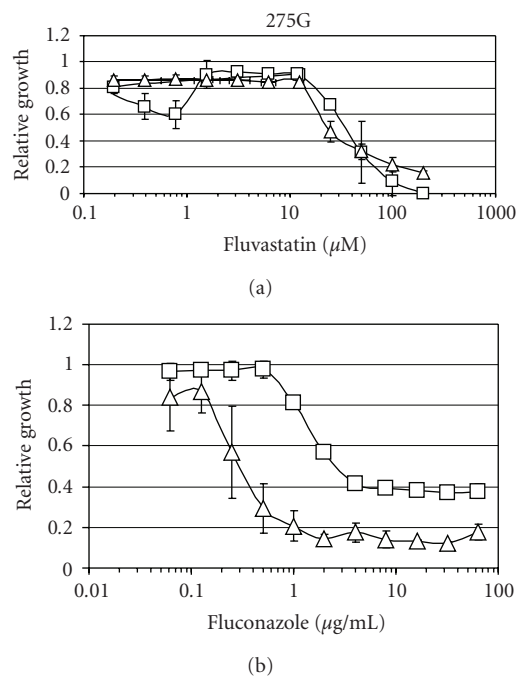 275G
1.2
1
0.8
0.6
0.4
0.2
0
Relative growth
0.1 1 10 100 1000
Fluvastatin (µM)
(a)
1.2
1
0.8
0.6
0.4
0.2
0
Relative growth
0.01 0.1 1 10 100
Fluconazole (µg/mL)
(b)